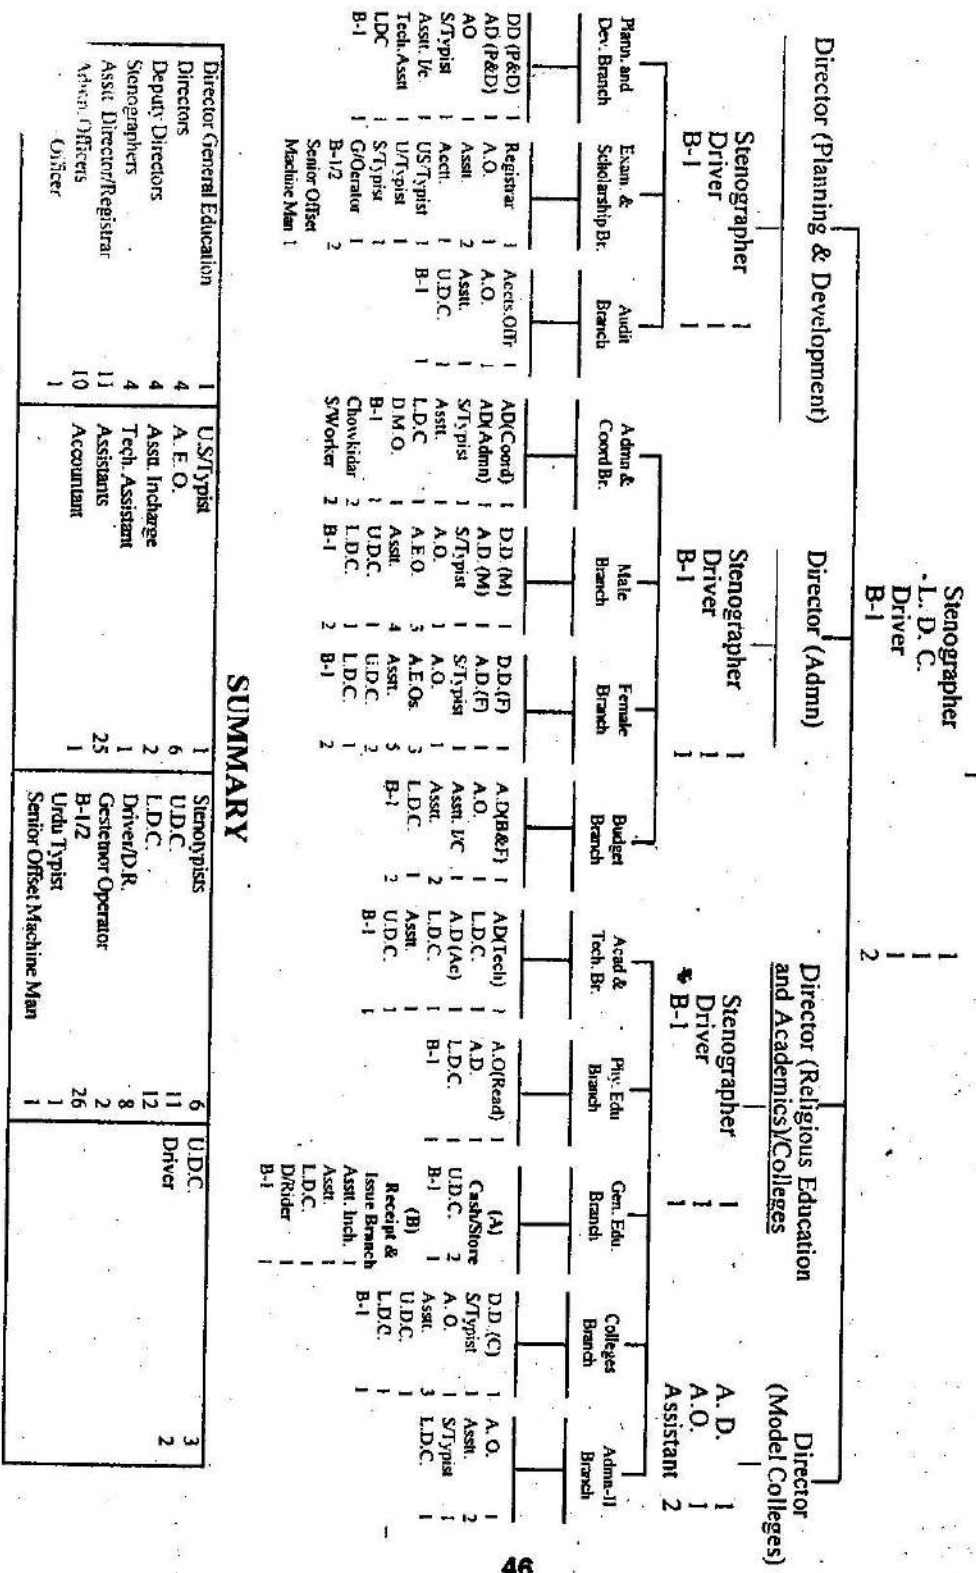 Stenographer 1
L. D. C. 1
Driver 1
B-1 2
Director (Planning & Development)
Stenographer 1
Driver 1
B-1 1
Director (Admn)
Stenographer 1
Driver 1
B-1 1
Director (Religious Education
and Academics)/Colleges
Stenographer 1
Driver 1
B-1 1
Director
(Model Colleges)
A. D. 1
A.O. 1
Assistant 2
Plann. and
Dev. Branch
DD (P&D) 1
AD (P&D) 1
AO 1
S/Typist 1
Asstt. I/c 1
Tech. Asstt 1
LDC 1
B-1 1
Exam. &
Scholarship Br.
Registrar 1
A.O. 1
Asstt. 2
Acctt. 1
US/Typist 1
U/Typist 1
S/Typist 1
G/Oerator 1
B-1/2 2
Senior Offset
Machine Man 1
Audit
Branch
Accts.Offr 1
A.O. 1
Asstt. 1
U.D.C. 1
B-1 1
Admn &
Coord Br.
AD(Coord) 1
AD(Admn) 1
S/Typist 1
Asstt. 1
L.D.C 1
D.M.O. 1
B-1 1
Chowkidar 2
S/Worker 2
Male
Branch
D.D. (M) 1
A.D. (M) 1
S/Typist 1
A.O. 1
A.E.O. 3
Asstt. 4
U.D.C. 1
L.D.C. 1
B-1 2
Female
Branch
D.D.(F) 1
A.D.(F) 1
S/Typist 1
A.O. 1
A.E.Os. 3
Asstt. 5
U.D.C. 2
L.D.C. 1
B-1 2
Budget
Branch
A.D(B&F) 1
A.O. 1
Asstt. I/C 1
Asstt. 2
L.D.C. 1
B-1 2
Acad &
Tech. Br.
AD(Tech) 1
L.D.C. 1
A.D (Ac) 1
L.D.C. 1
Asstt. 1
U.D.C. 1
B-1 1
Phy. Edu
Branch
A.O(Read) 1
A.D. 1
L.D.C. 1
B-1 1
Gen. Edu.
Branch
(A)
Cash/Store
U.D.C. 2
B-1 1
(B)
Receipt &
Issue Branch
Asstt. Inch. 1
Asstt. 1
L.D.C. 1
D/Rider 1
B-1 1
Colleges
Branch
D.D. (C) 1
S/Typist 1
A.O. 1
Asstt. 3
U.D.C. 1
L.D.C. 1
B-1 1
Admn-II
Branch
A. O. 1
Asstt. 2
S/Typist 1
L.D.C. 1
SUMMARY
Director General Education 1
Directors 4
Deputy Directors 4
Stenographers 4
Asstt. Director/Registrar 11
Officers 10
Officer 1
U.S/Typist 1
A. E. O. 6
Asstt. Incharge 2
Tech. Assistant 1
Assistants 25
Accountant 1
Stenotypists 6
U.D.C. 11
L.D.C. 12
Driver/D.R. 8
Gestetnor Operator 2
B-1/2 26
Urdu Typist 1
Senior Offset Machine Man 1
U.D.C. 3
Driver 2
46